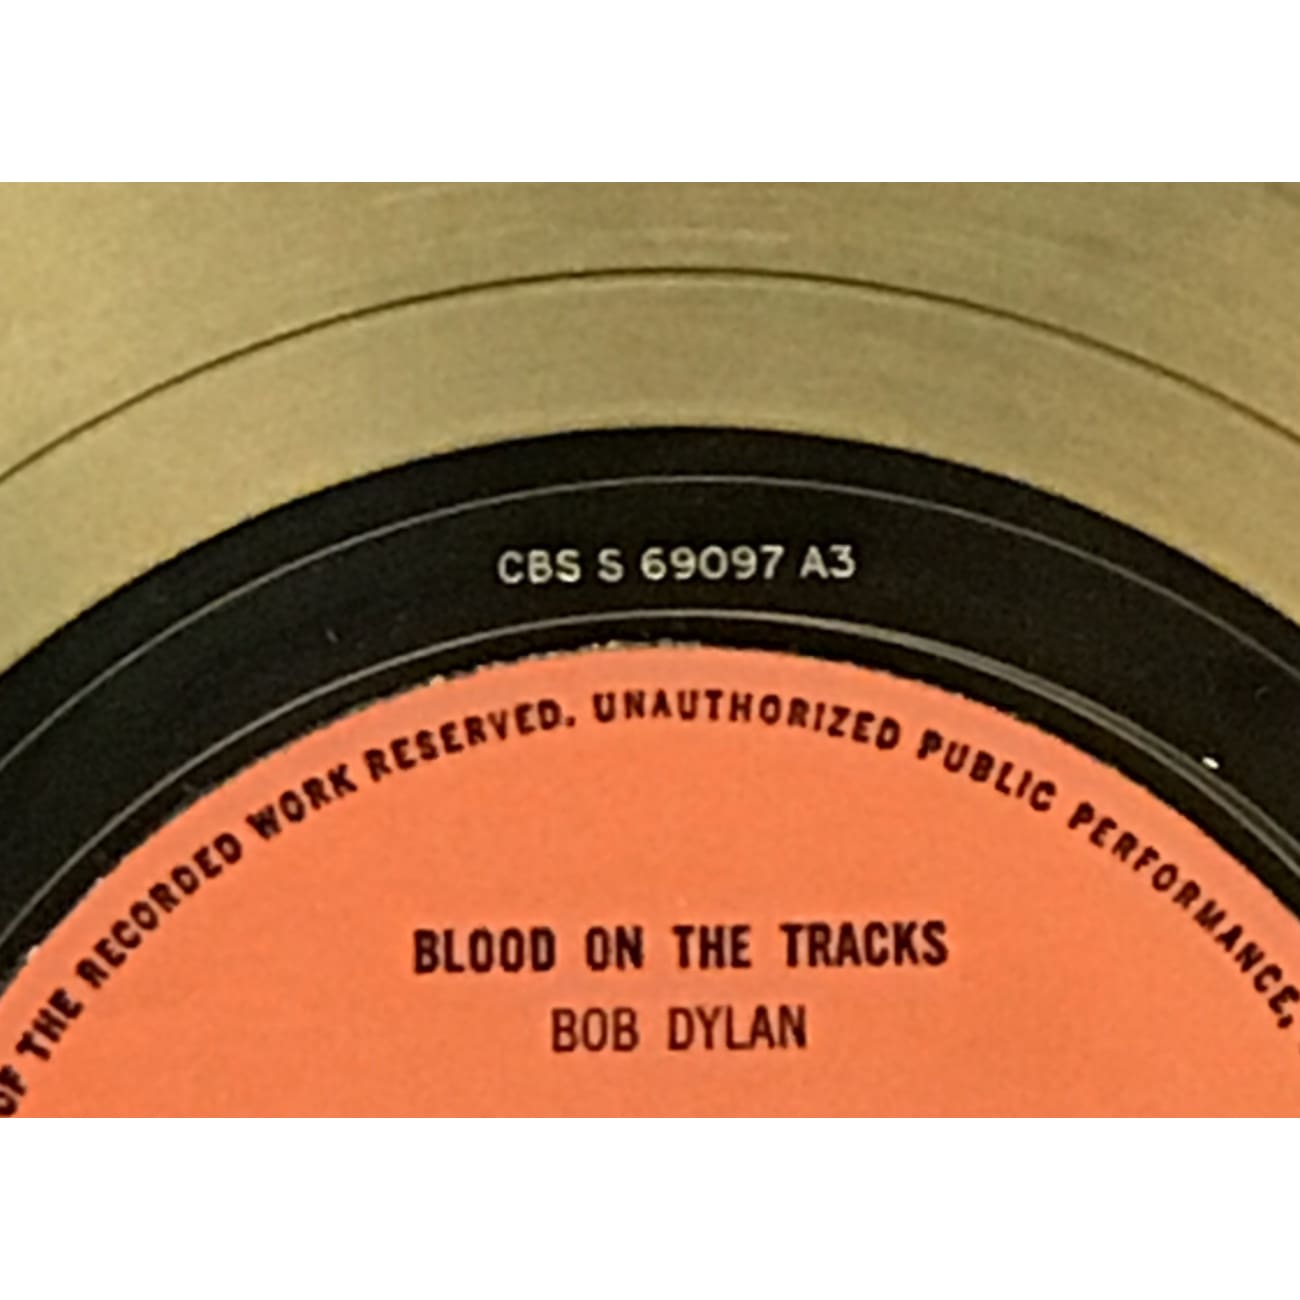 CBS S 69097 A3
OF THE RECORDED WORK RESERVED. UNAUTHORIZED PUBLIC PERFORMANCE,
BLOOD ON THE TRACKS
BOB DYLAN